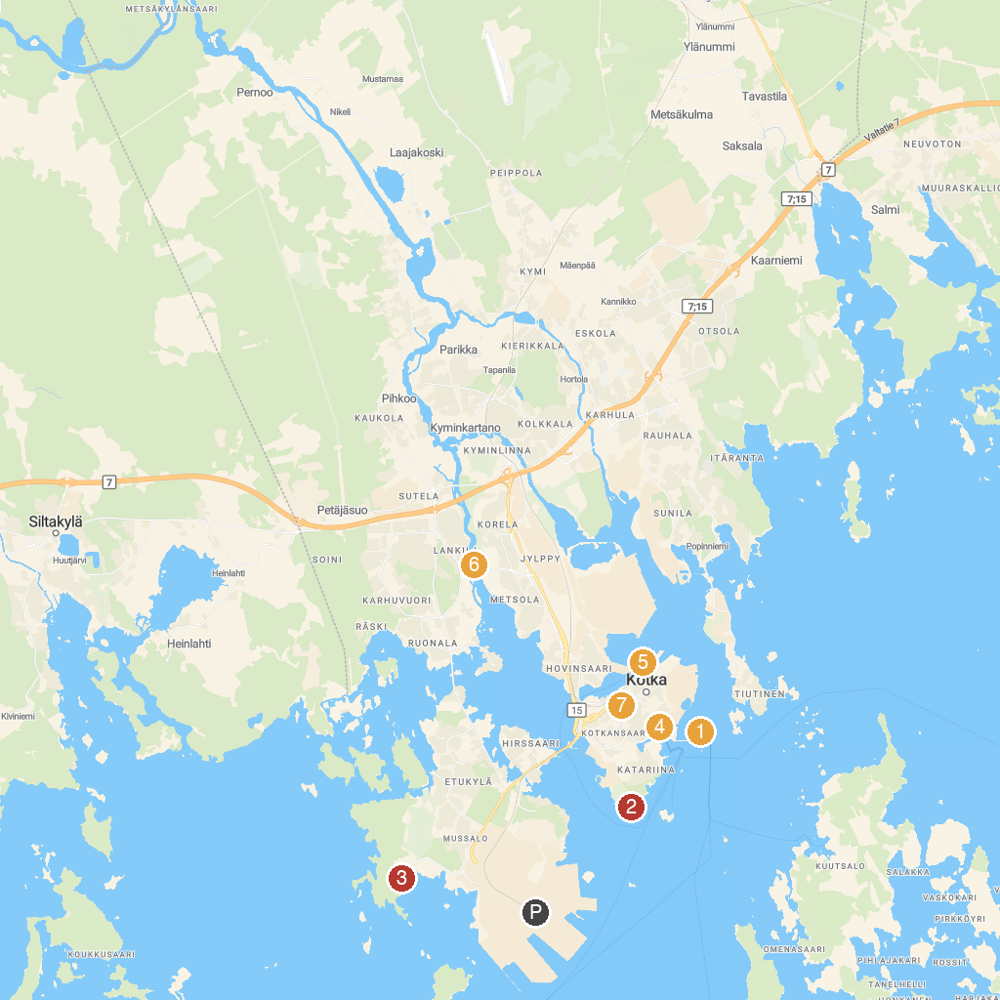 METSÄKYLÄNSAARI
Ylänummi
Ylänummi
Mustamaa
Pernoo
Tavastila
Nikeli
Metsäkulma
Valtatie 7
Saksala
NEUVOTON
Laajakoski
7
PEIPPOLA
MUURASKALLIO
7;15
Salmi
Kaarniemi
KYMI
Mäenpää
Kannikko
7;15
OTSOLA
ESKOLA
KIERIKKALA
Parikka
Tapanila
Hortola
Pihkoo
KAUKOLA
KARHULA
Kyminkartano
KOLKKALA
RAUHALA
KYMINLINNA
ITÄRANTA
7
SUTELA
Petäjäsuo
SUNILA
Siltakylä
KORELA
Popinniemi
Huutjärvi
SOINI
JYLPPY
6
Heinlahti
KARHUVUORI
METSOLA
RÄSKI
Heinlahti
RUONALA
5
HOVINSAARI
Kotka
TIUTINEN
7
15
Kiviniemi
4
1
KOTKANSAARI
HIRSSAARI
KATARIINA
ETUKYLÄ
2
MUSSALO
KUUTSALO
SALAKKA
3
VASKOKARI
P
PIRKKÖYRI
OMENASAARI
KOUKKUSAARI
PIHLAJAKARI
ROSSIT
TANELHELLI
HONKANEN